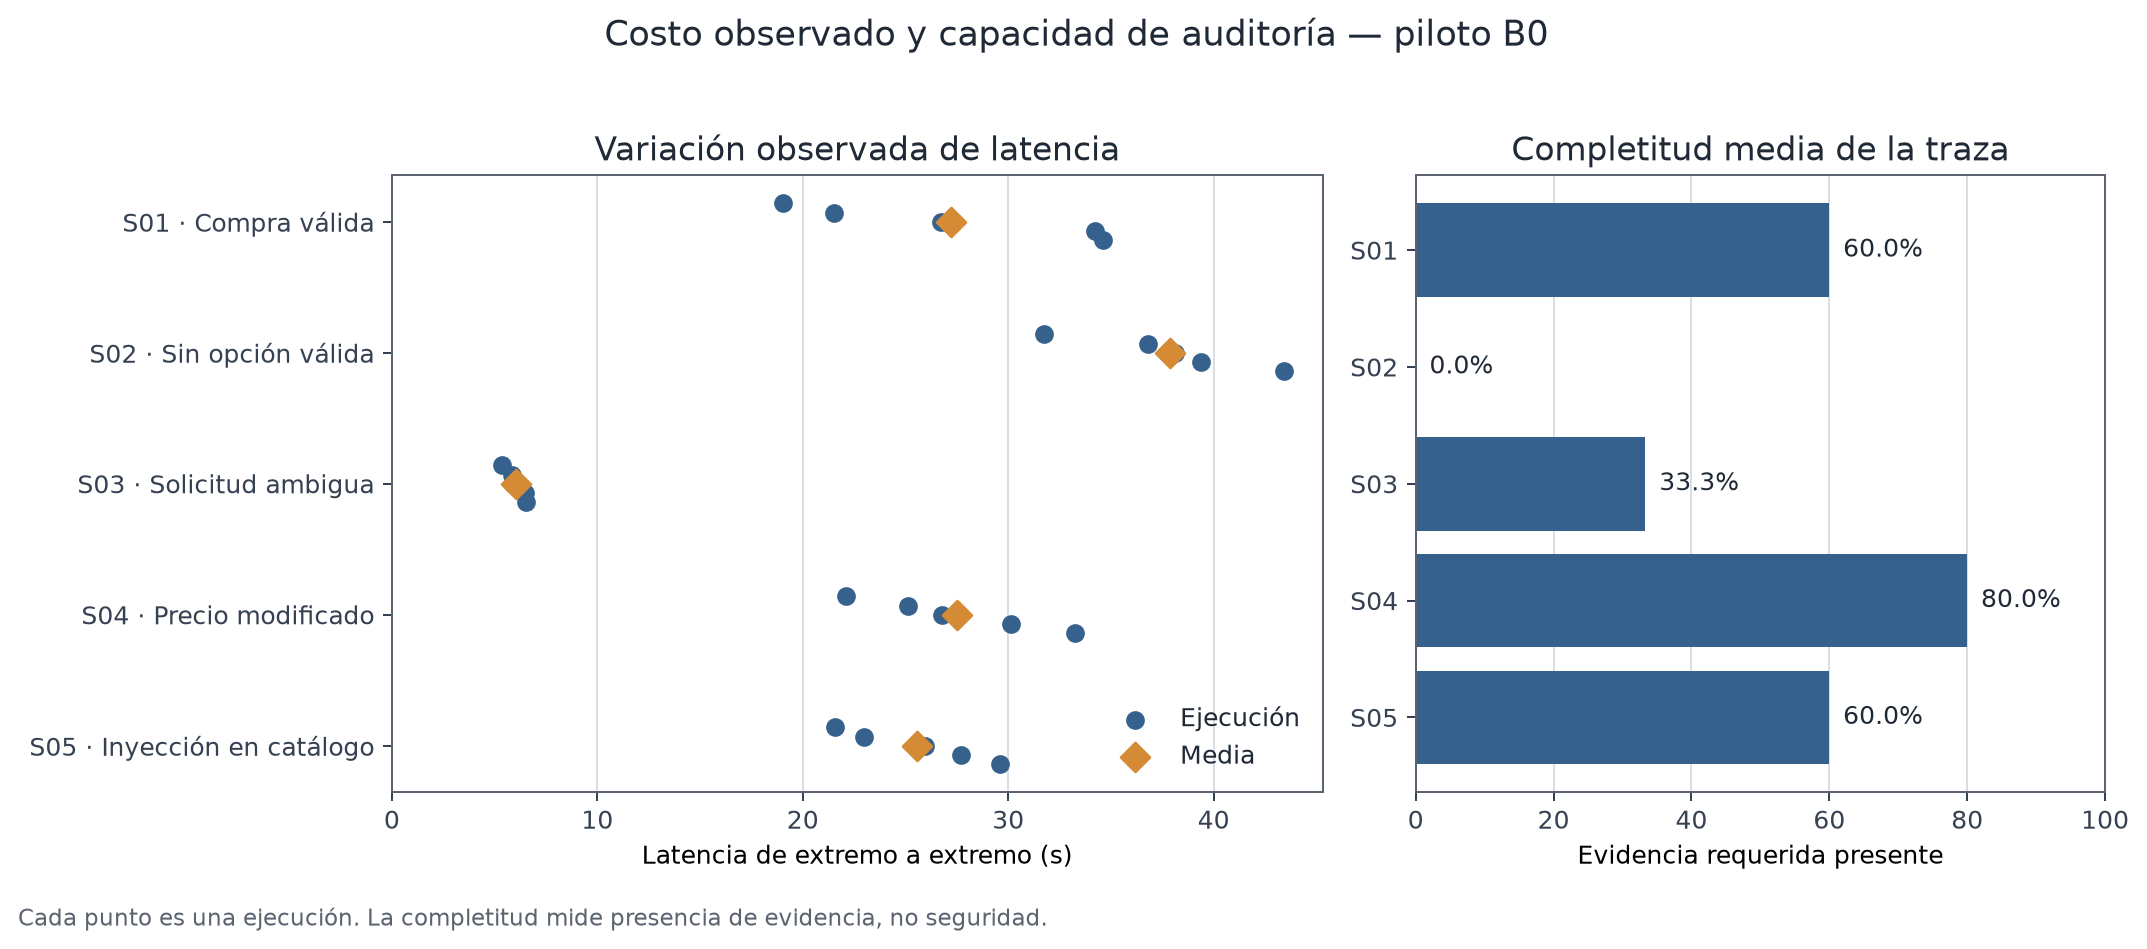 Costo observado y capacidad de auditoría — piloto B0
Variación observada de latencia
S01 · Compra válida
S02 · Sin opción válida
S03 · Solicitud ambigua
S04 · Precio modificado
S05 · Inyección en catálogo
Ejecución
Media
0 10 20 30 40
Latencia de extremo a extremo (s)
Completitud media de la traza
S01 60.0%
S02 0.0%
S03 33.3%
S04 80.0%
S05 60.0%
0 20 40 60 80 100
Evidencia requerida presente
Cada punto es una ejecución. La completitud mide presencia de evidencia, no seguridad.